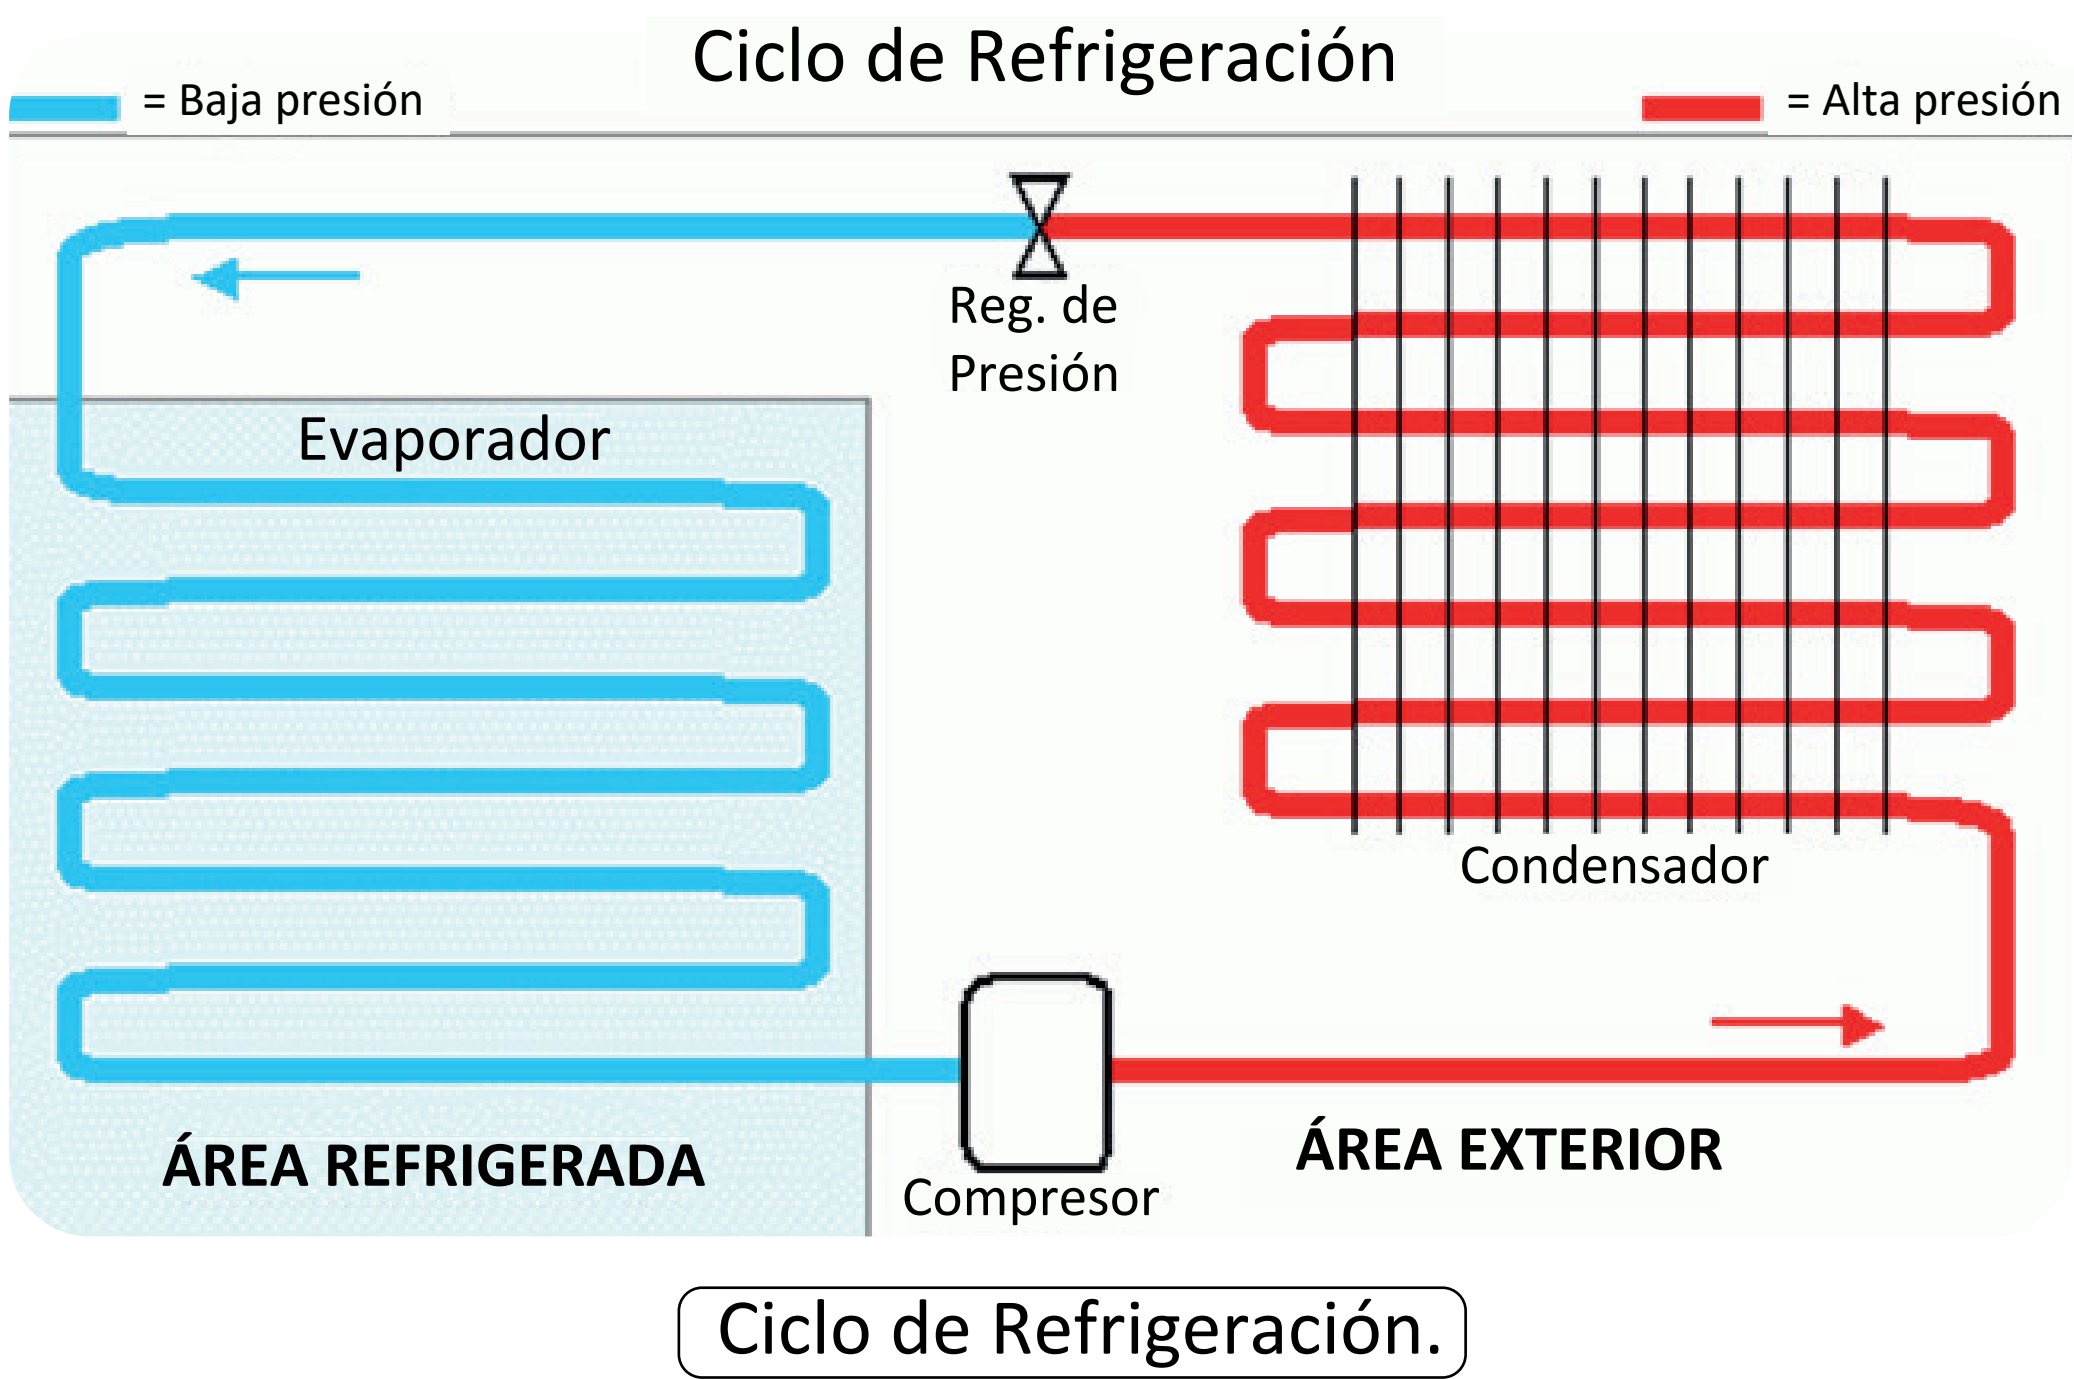 Ciclo de Refrigeración
= Baja presión
= Alta presión
Reg. de
Presión
Evaporador
Condensador
ÁREA REFRIGERADA
ÁREA EXTERIOR
Compresor
Ciclo de Refrigeración.